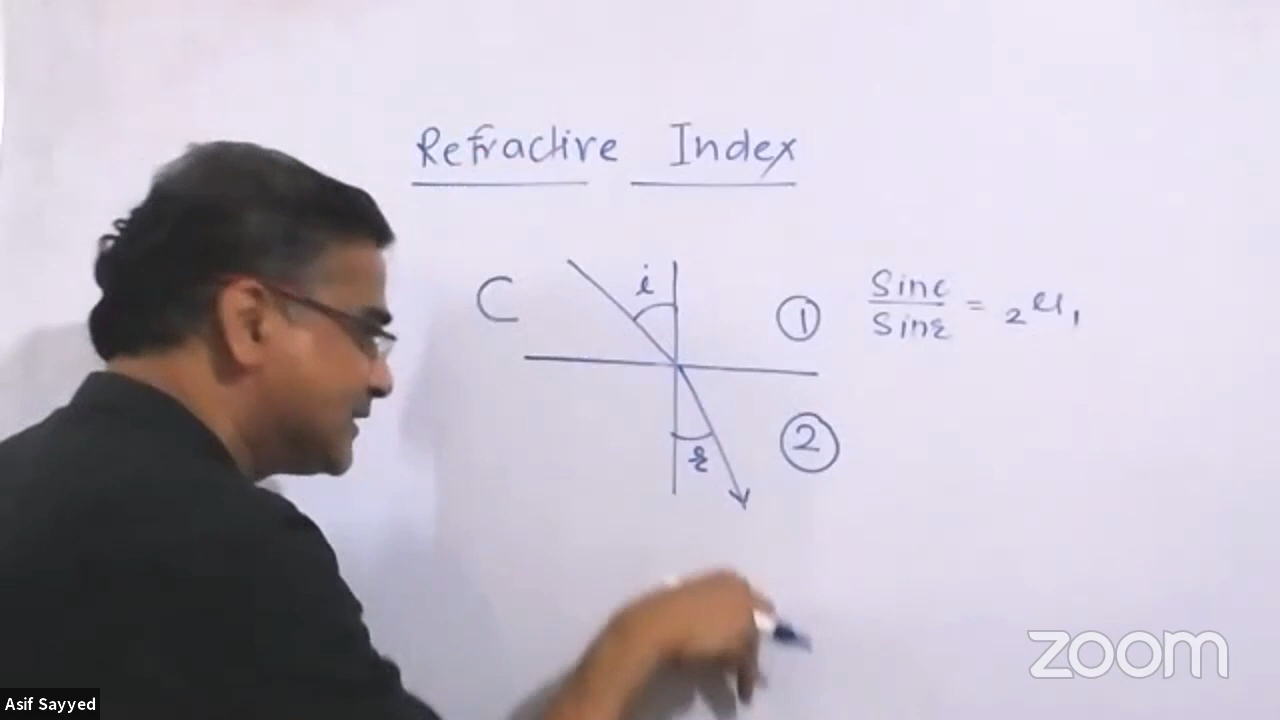 Refractive Index
C
i
①
Sin i
Sin r
= ₂μ₁
②
r
zoom
Asif Sayyed